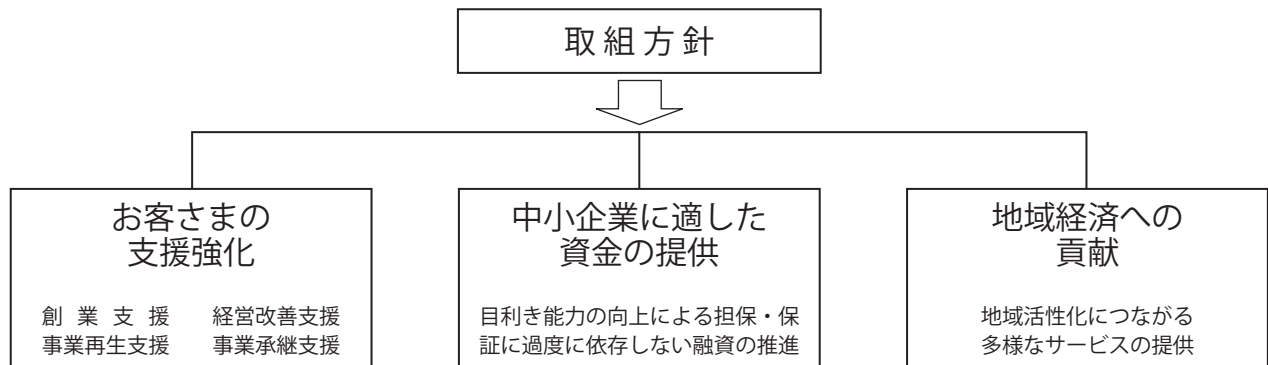 取組方針
お客さまの
支援強化
創業支援 経営改善支援
事業再生支援 事業承継支援
中小企業に適した
資金の提供
目利き能力の向上による担保・保
証に過度に依存しない融資の推進
地域経済への
貢献
地域活性化につながる
多様なサービスの提供